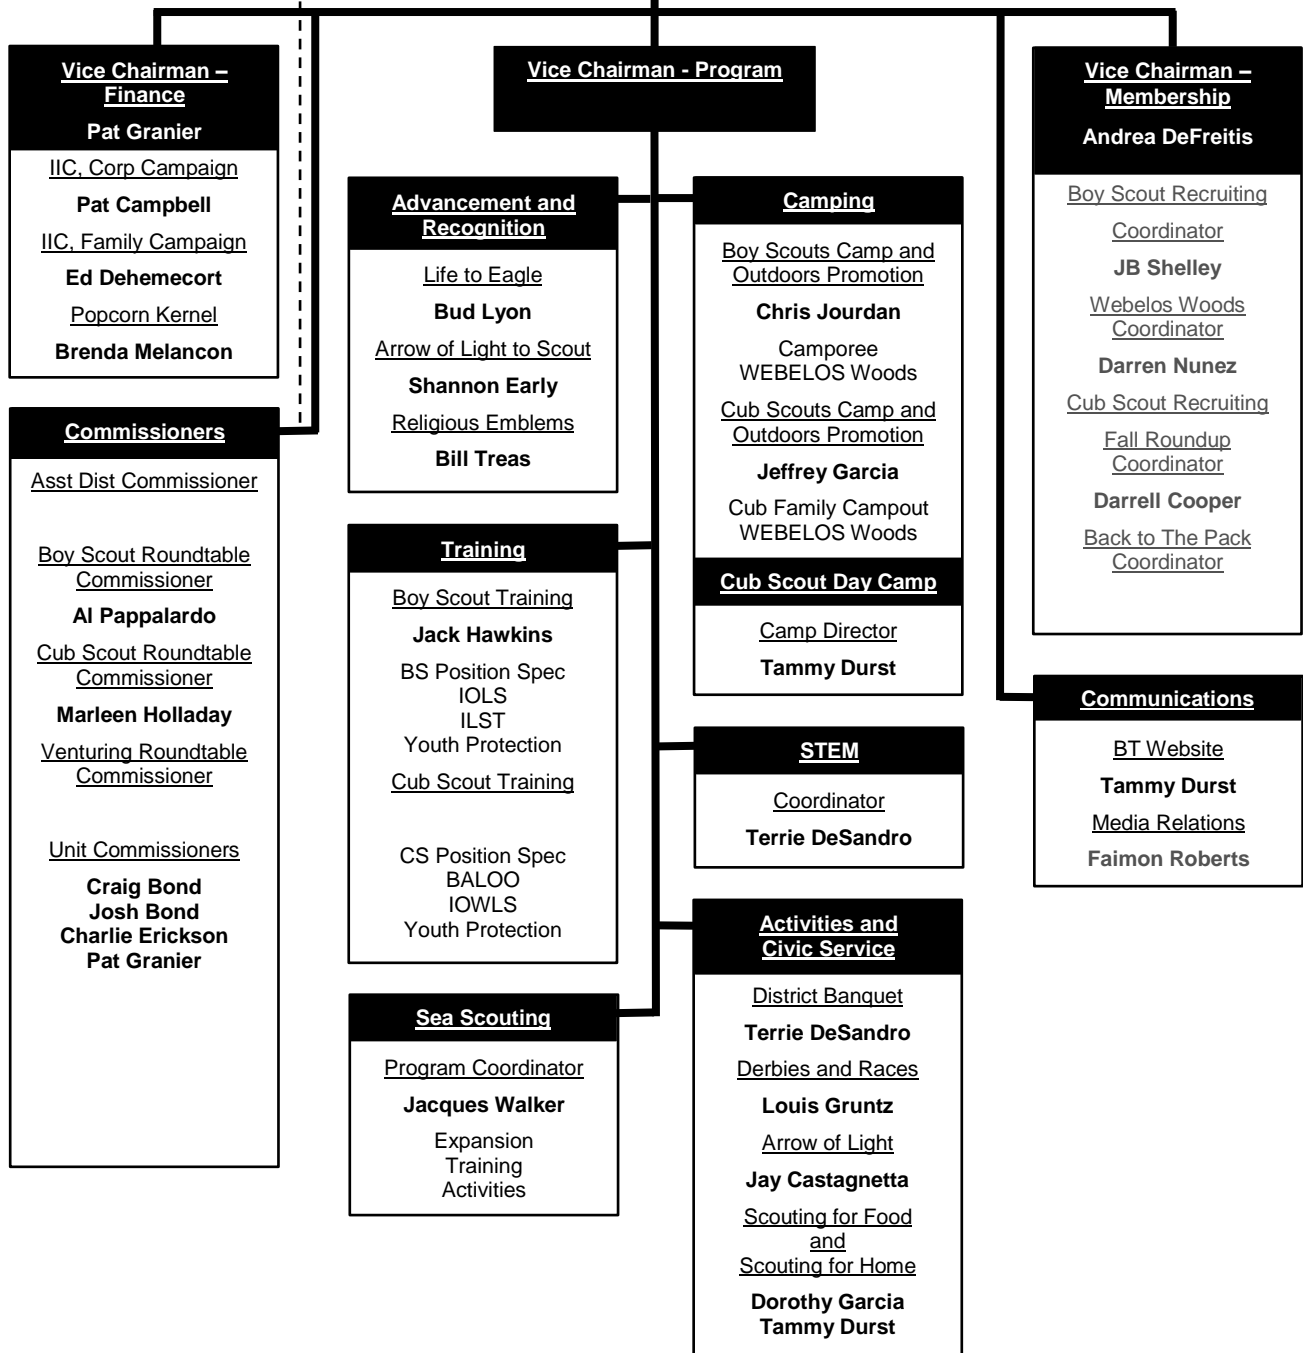 Vice Chairman –
Finance
Pat Granier
IIC, Corp Campaign
Pat Campbell
IIC, Family Campaign
Ed Dehemecort
Popcorn Kernel
Brenda Melancon
Commissioners
Asst Dist Commissioner
Boy Scout Roundtable
Commissioner
Al Pappalardo
Cub Scout Roundtable
Commissioner
Marleen Holladay
Venturing Roundtable
Commissioner
Unit Commissioners
Craig Bond
Josh Bond
Charlie Erickson
Pat Granier
Vice Chairman - Program
Advancement and
Recognition
Life to Eagle
Bud Lyon
Arrow of Light to Scout
Shannon Early
Religious Emblems
Bill Treas
Training
Boy Scout Training
Jack Hawkins
BS Position Spec
IOLS
ILST
Youth Protection
Cub Scout Training
CS Position Spec
BALOO
IOWLS
Youth Protection
Sea Scouting
Program Coordinator
Jacques Walker
Expansion
Training
Activities
Camping
Boy Scouts Camp and
Outdoors Promotion
Chris Jourdan
Camporee
WEBELOS Woods
Cub Scouts Camp and
Outdoors Promotion
Jeffrey Garcia
Cub Family Campout
WEBELOS Woods
Cub Scout Day Camp
Camp Director
Tammy Durst
STEM
Coordinator
Terrie DeSandro
Activities and
Civic Service
District Banquet
Terrie DeSandro
Derbies and Races
Louis Gruntz
Arrow of Light
Jay Castagnetta
Scouting for Food
and
Scouting for Home
Dorothy Garcia
Tammy Durst
Vice Chairman –
Membership
Andrea DeFreitis
Boy Scout Recruiting
Coordinator
JB Shelley
Webelos Woods
Coordinator
Darren Nunez
Cub Scout Recruiting
Fall Roundup
Coordinator
Darrell Cooper
Back to The Pack
Coordinator
Communications
BT Website
Tammy Durst
Media Relations
Faimon Roberts